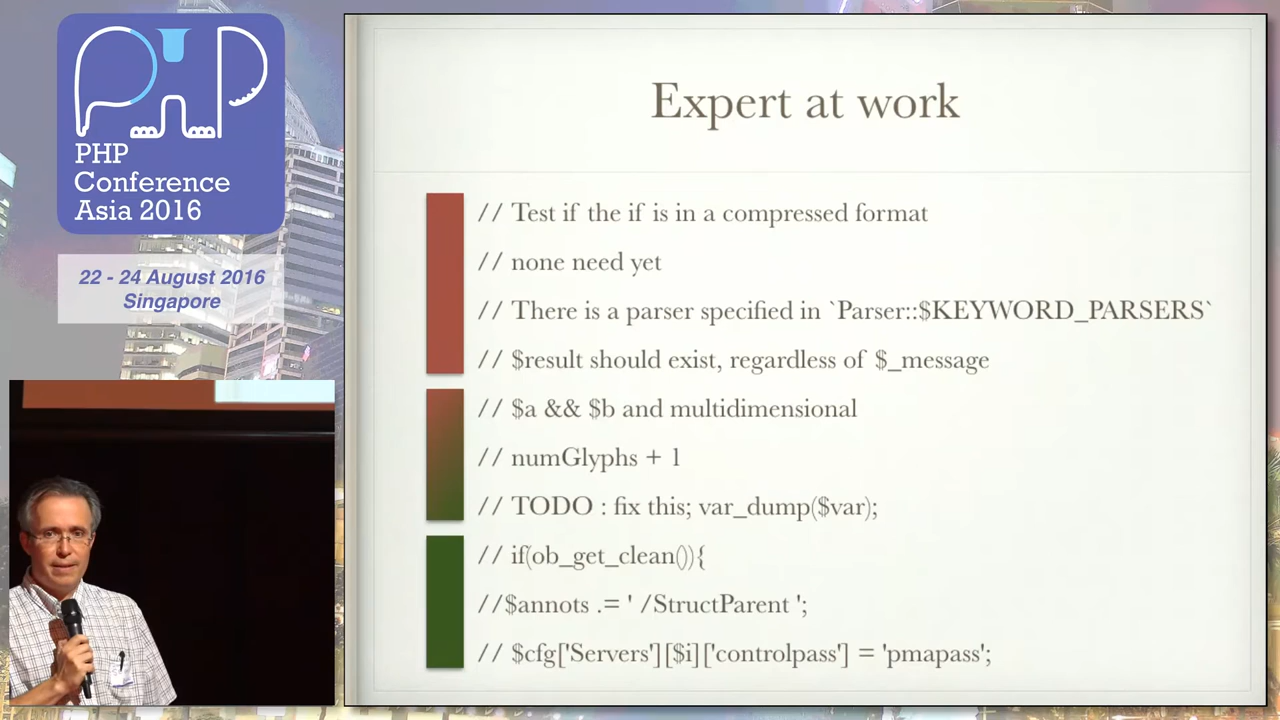 PHP
Conference
Asia 2016
22 - 24 August 2016
Singapore
Expert at work
// Test if the if is in a compressed format
// none need yet
// There is a parser specified in `Parser::$KEYWORD_PARSERS`
// $result should exist, regardless of $_message
// $a && $b and multidimensional
// numGlyphs + 1
// TODO : fix this; var_dump($var);
// if(ob_get_clean()){
//$annots .= ' /StructParent ';
// $cfg['Servers'][$i]['controlpass'] = 'pmapass';